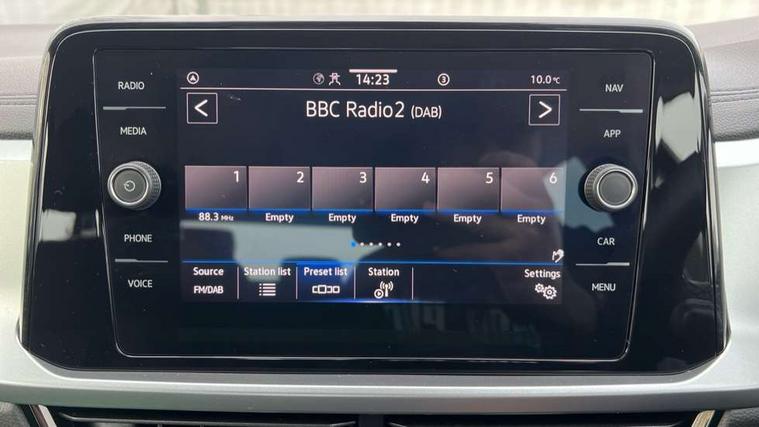 RADIO
MEDIA
PHONE
VOICE
14:23
3
10.0 °C
< BBC Radio2 (DAB) >
1 2 3 4 5 6
88.3 MHz Empty Empty Empty Empty Empty
Source Station list Preset list Station Settings
FM/DAB
NAV
APP
CAR
MENU